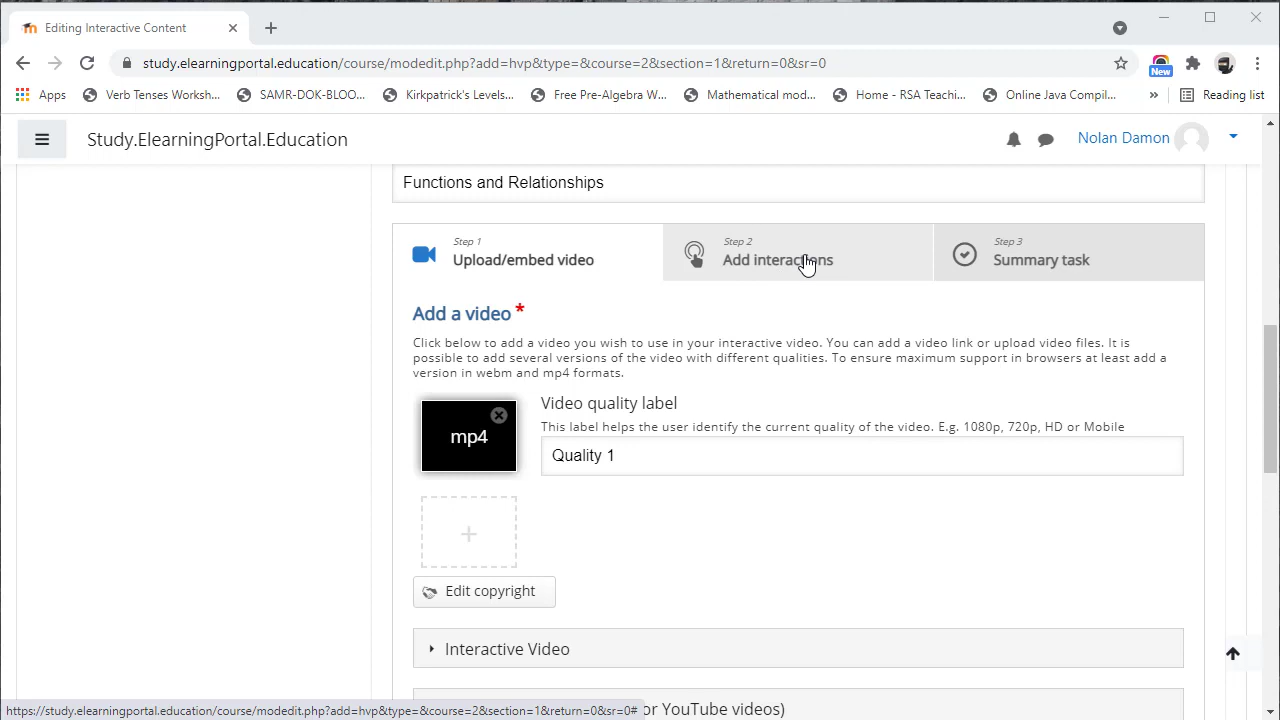 Editing Interactive Content
study.elearningportal.education/course/modedit.php?add=hvp&type=&course=2&section=1&return=0&sr=0
New
Apps
Verb Tenses Worksh...
SAMR-DOK-BLOO...
Kirkpatrick's Levels...
Free Pre-Algebra W...
Mathematical mod...
Home - RSA Teachi...
Online Java Compil...
»
Reading list
Study.ElearningPortal.Education
Nolan Damon
Functions and Relationships
Step 1
Upload/embed video
Step 2
Add interactions
Step 3
Summary task
Add a video *
Click below to add a video you wish to use in your interactive video. You can add a video link or upload video files. It is
possible to add several versions of the video with different qualities. To ensure maximum support in browsers at least add a
version in webm and mp4 formats.
mp4
Video quality label
This label helps the user identify the current quality of the video. E.g. 1080p, 720p, HD or Mobile
Quality 1
+
Edit copyright
Interactive Video
or YouTube videos)
https://study.elearningportal.education/course/modedit.php?add=hvp&type=&course=2&section=1&return=0&sr=0#